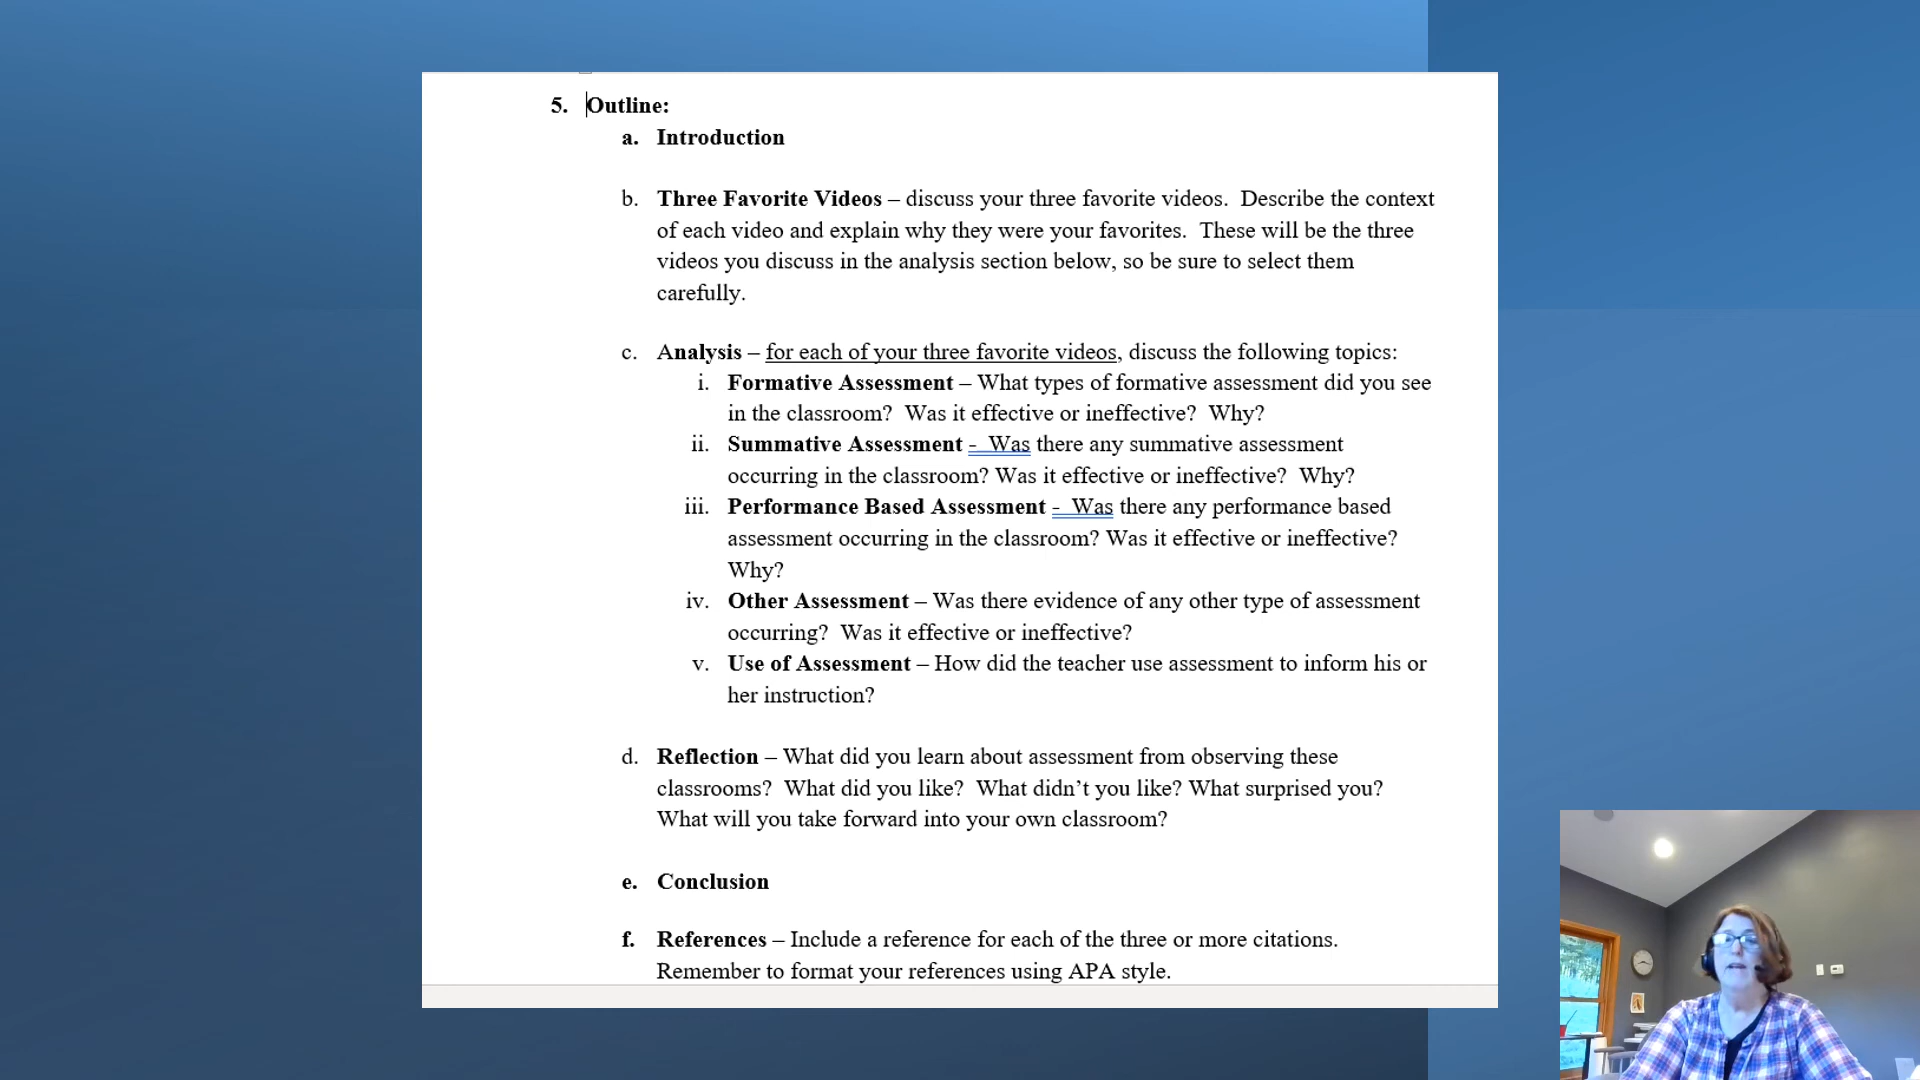 5. Outline:
a. Introduction
b. Three Favorite Videos – discuss your three favorite videos.  Describe the context
of each video and explain why they were your favorites.  These will be the three
videos you discuss in the analysis section below, so be sure to select them
carefully.
c. Analysis – for each of your three favorite videos, discuss the following topics:
i. Formative Assessment – What types of formative assessment did you see
in the classroom?  Was it effective or ineffective?  Why?
ii. Summative Assessment -  Was there any summative assessment
occurring in the classroom? Was it effective or ineffective?  Why?
iii. Performance Based Assessment -  Was there any performance based
assessment occurring in the classroom? Was it effective or ineffective?
Why?
iv. Other Assessment – Was there evidence of any other type of assessment
occurring?  Was it effective or ineffective?
v. Use of Assessment – How did the teacher use assessment to inform his or
her instruction?
d. Reflection – What did you learn about assessment from observing these
classrooms?  What did you like?  What didn’t you like? What surprised you?
What will you take forward into your own classroom?
e. Conclusion
f. References – Include a reference for each of the three or more citations.
Remember to format your references using APA style.